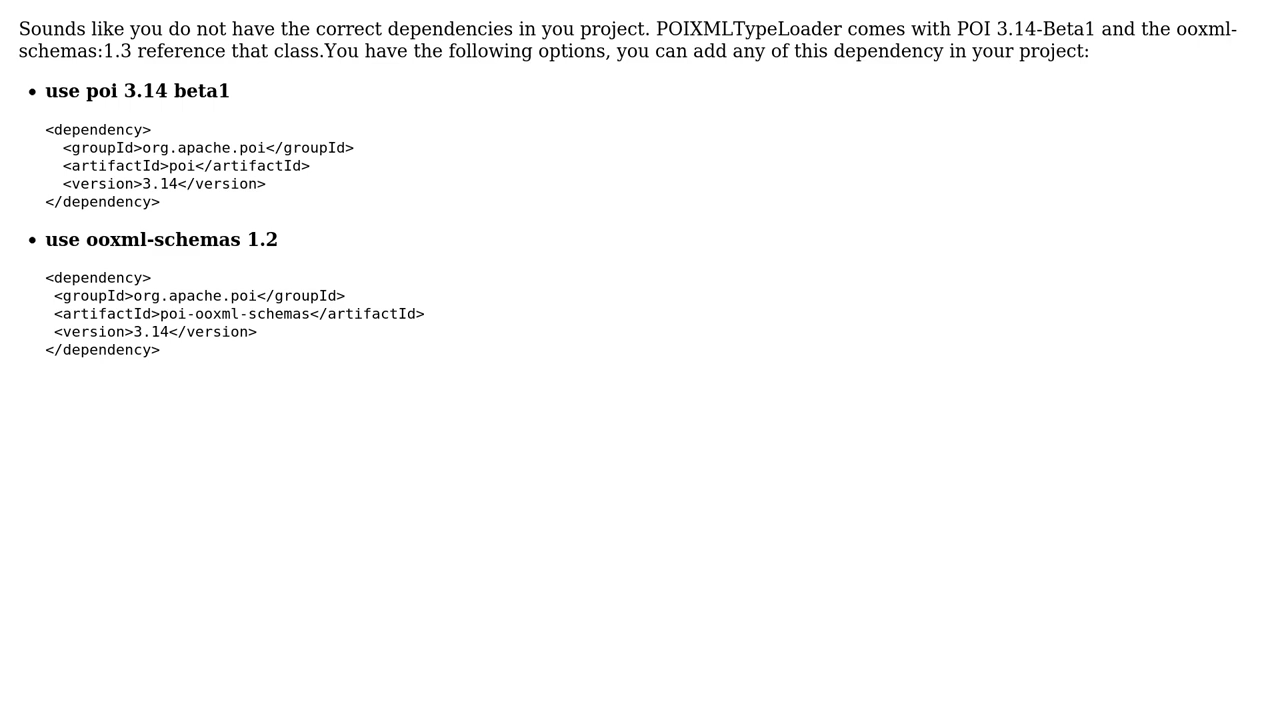 Sounds like you do not have the correct dependencies in you project. POIXMLTypeLoader comes with POI 3.14-Beta1 and the ooxml-
schemas:1.3 reference that class.You have the following options, you can add any of this dependency in your project:
• use poi 3.14 beta1
<dependency>
  <groupId>org.apache.poi</groupId>
  <artifactId>poi</artifactId>
  <version>3.14</version>
</dependency>
• use ooxml-schemas 1.2
<dependency>
 <groupId>org.apache.poi</groupId>
 <artifactId>poi-ooxml-schemas</artifactId>
 <version>3.14</version>
</dependency>